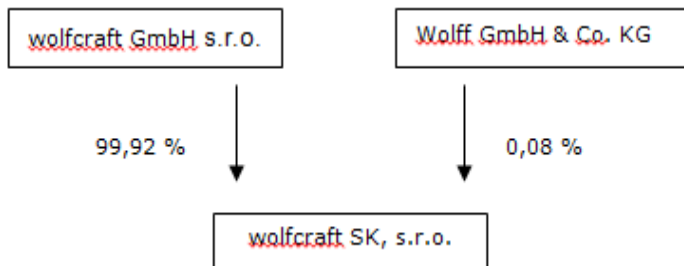 wolfcraft GmbH s.r.o.
Wolff GmbH & Co. KG
99,92 %
0,08 %
wolfcraft SK, s.r.o.